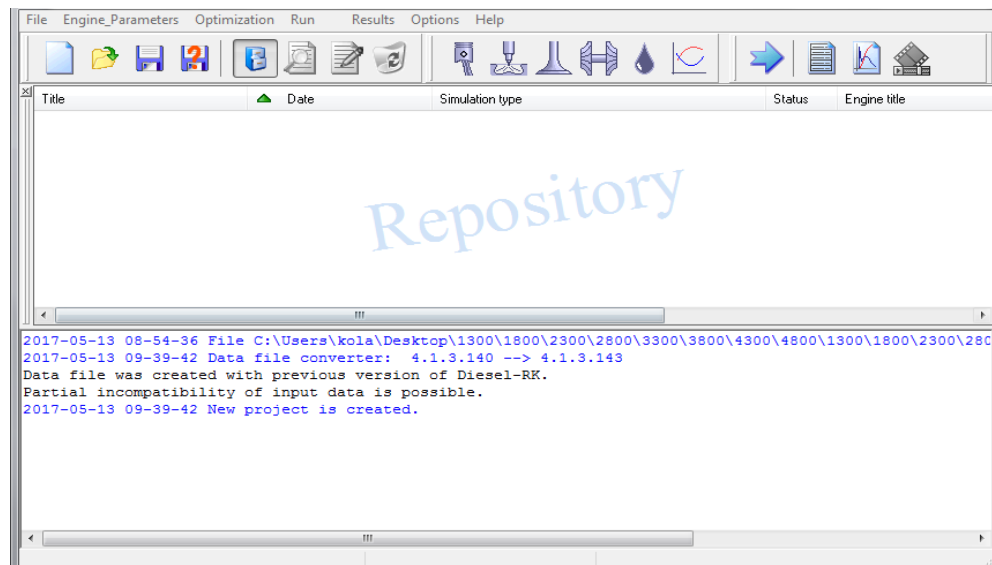 File Engine_Parameters Optimization Run Results Options Help
Title Date Simulation type Status Engine title
Repository
2017-05-13 08-54-36 File C:\Users\kola\Desktop\1300\1800\2300\2800\3300\3800\4300\4800\1300\1800\2300\280
2017-05-13 09-39-42 Data file converter: 4.1.3.140 --> 4.1.3.143
Data file was created with previous version of Diesel-RK.
Partial incompatibility of input data is possible.
2017-05-13 09-39-42 New project is created.